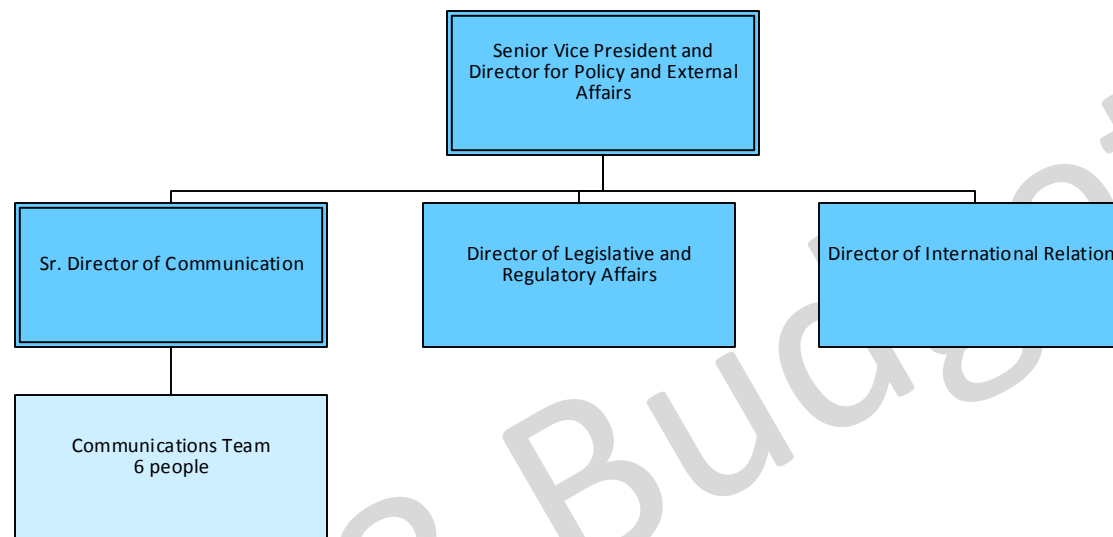 Senior Vice President and
Director for Policy and External
Affairs
Sr. Director of Communication
Director of Legislative and
Regulatory Affairs
Director of International Relation
Communications Team
6 people
Budget